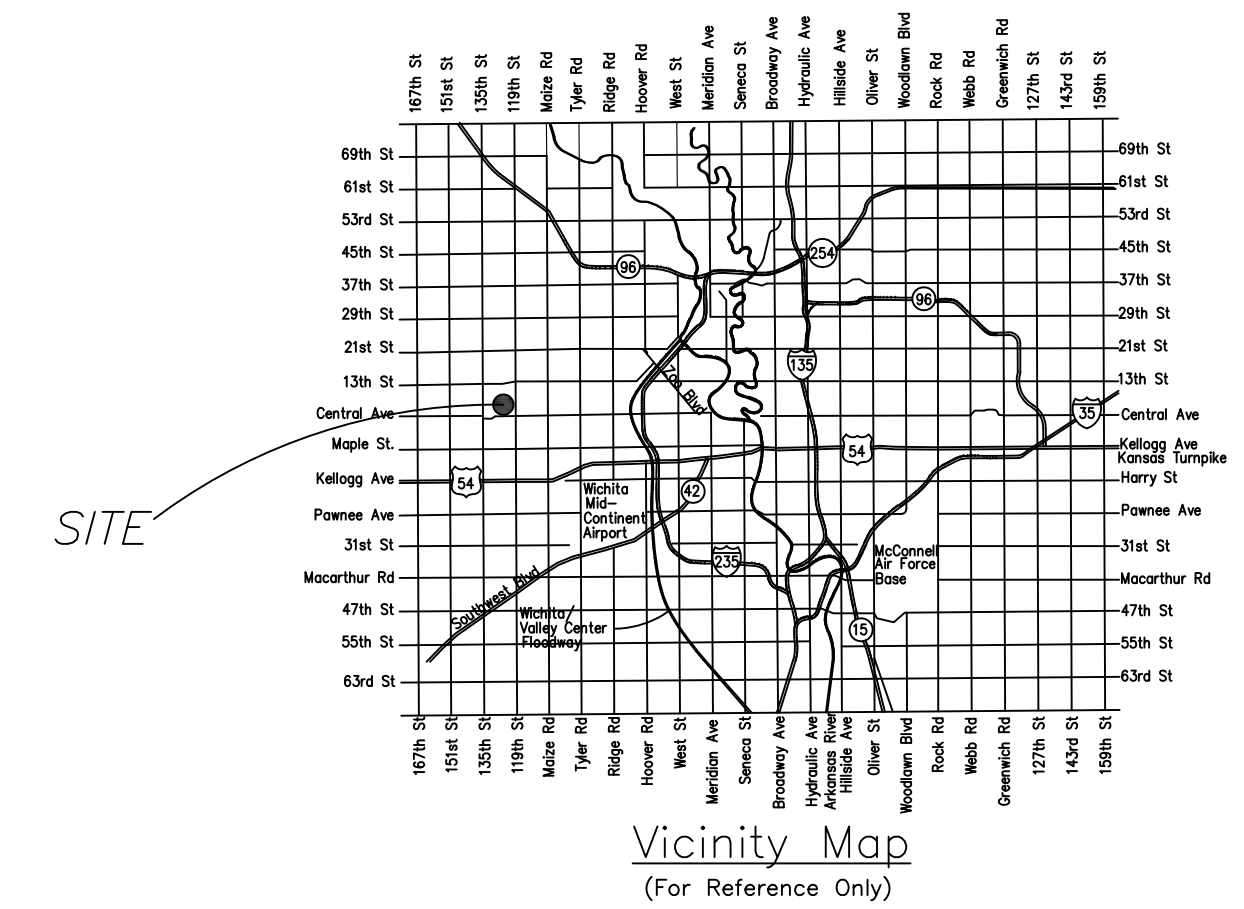 167th St
151st St
135th St
119th St
Maize Rd
Tyler Rd
Ridge Rd
Hoover Rd
West St
Meridian Ave
Seneca St
Broadway Ave
Hydraulic Ave
Hillside Ave
Oliver St
Woodlawn Blvd
Rock Rd
Webb Rd
Greenwich Rd
127th St
143rd St
159th St
69th St
61st St
53rd St
45th St
37th St
29th St
21st St
13th St
Central Ave
Maple St.
Kellogg Ave
Pawnee Ave
31st St
Macarthur Rd
47th St
55th St
63rd St
SITE
96
254
96
135
35
54
54
42
235
15
Zoo Blvd
Wichita
Mid-
Continent
Airport
McConnell
Air Force
Base
Southwest Blvd
Wichita/
Valley Center
Floodway
69th St
61st St
53rd St
45th St
37th St
29th St
21st St
13th St
Central Ave
Kellogg Ave
Kansas Turnpike
Harry St
Pawnee Ave
31st St
Macarthur Rd
47th St
55th St
63rd St
167th St
151st St
135th St
119th St
Maize Rd
Tyler Rd
Ridge Rd
Hoover Rd
West St
Meridian Ave
Seneca St
Broadway Ave
Hydraulic Ave
Arkansas River
Hillside Ave
Oliver St
Woodlawn Blvd
Rock Rd
Webb Rd
Greenwich Rd
127th St
143rd St
159th St
Vicinity Map
(For Reference Only)